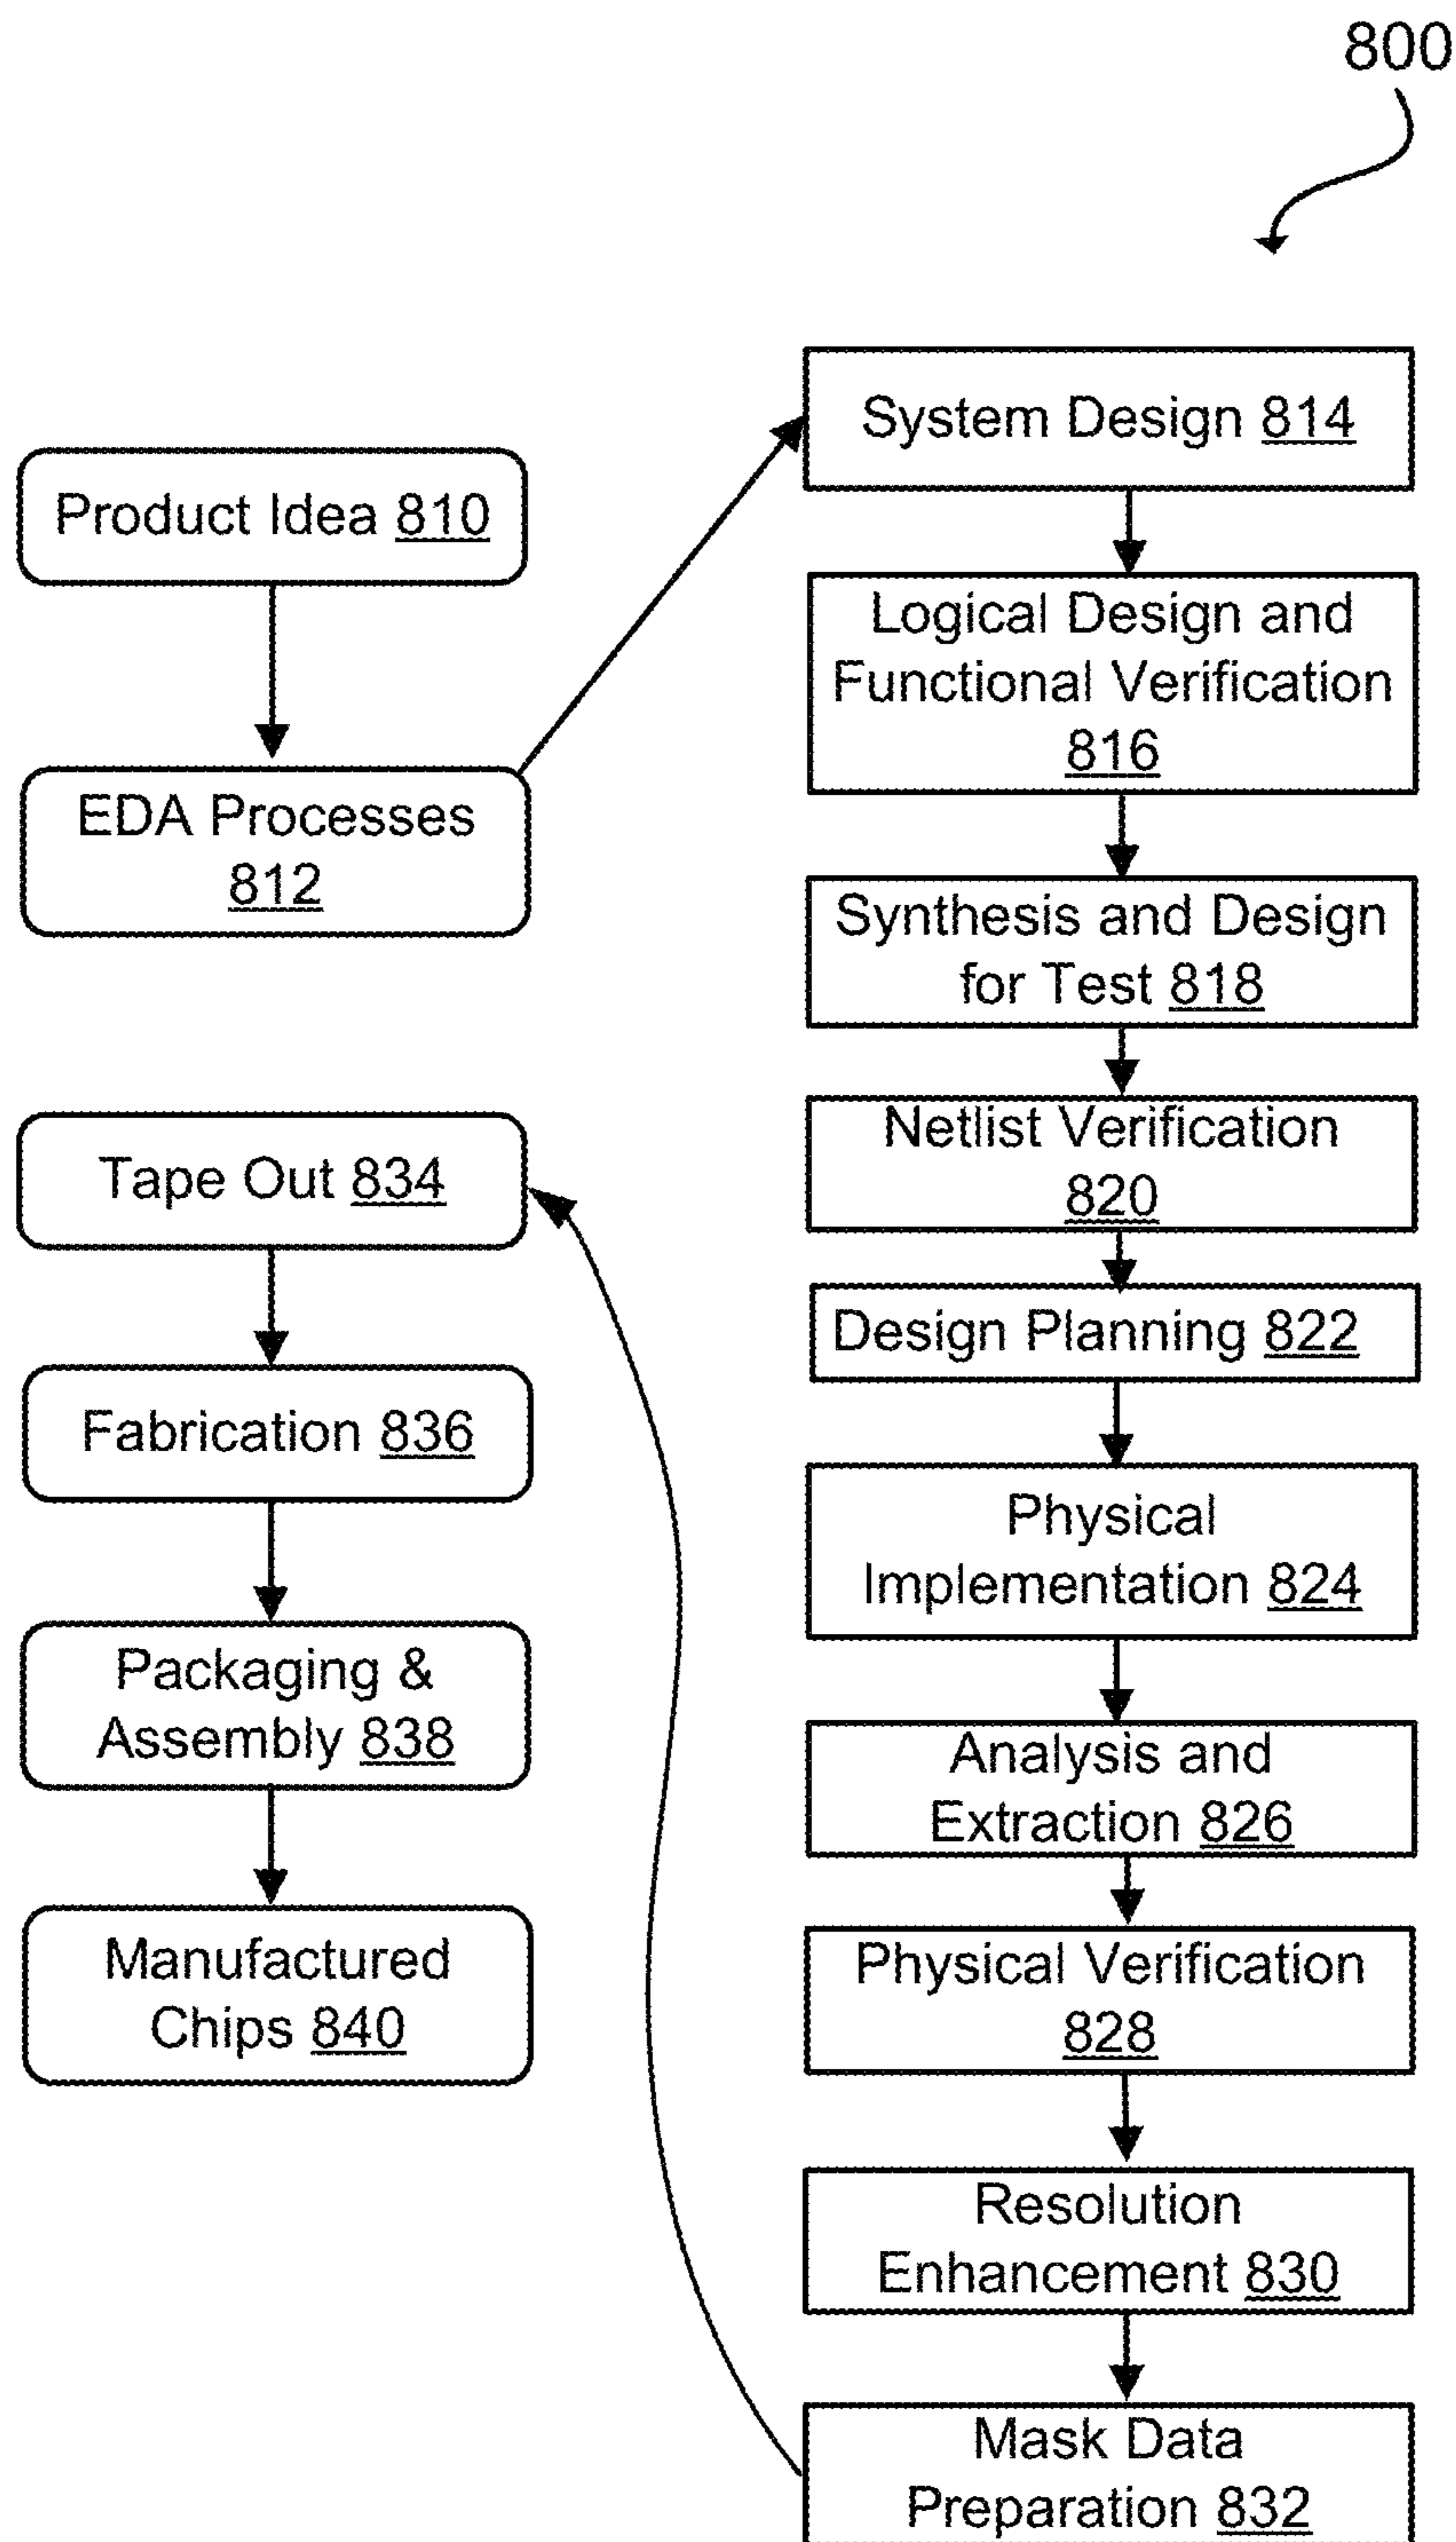 800
Product Idea 810
EDA Processes
812
System Design 814
Logical Design and
Functional Verification
816
Synthesis and Design
for Test 818
Netlist Verification
820
Design Planning 822
Physical
Implementation 824
Analysis and
Extraction 826
Physical Verification
828
Resolution
Enhancement 830
Mask Data
Preparation 832
Tape Out 834
Fabrication 836
Packaging &
Assembly 838
Manufactured
Chips 840